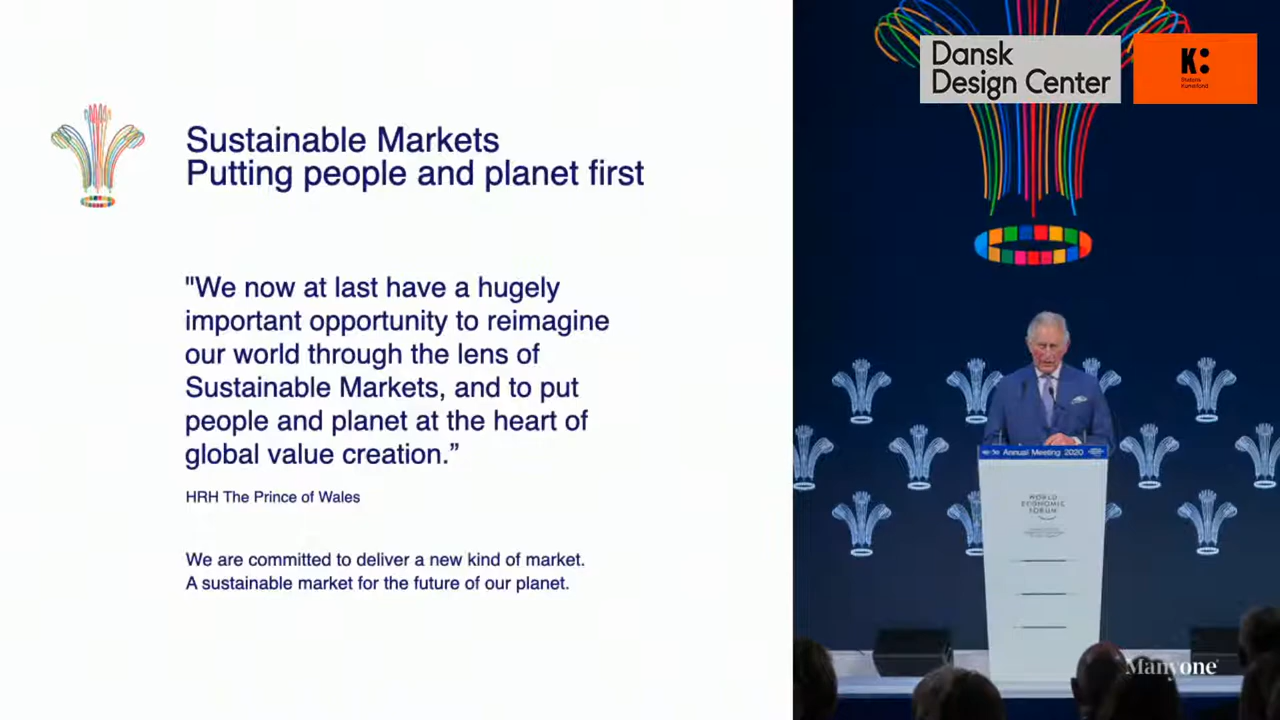 Sustainable Markets
Putting people and planet first
"We now at last have a hugely
important opportunity to reimagine
our world through the lens of
Sustainable Markets, and to put
people and planet at the heart of
global value creation.”
HRH The Prince of Wales
We are committed to deliver a new kind of market.
A sustainable market for the future of our planet.
Dansk
Design Center
K:
Statens
Kunstfond
Annual Meeting 2020
WORLD
ECONOMIC
FORUM
Manyone